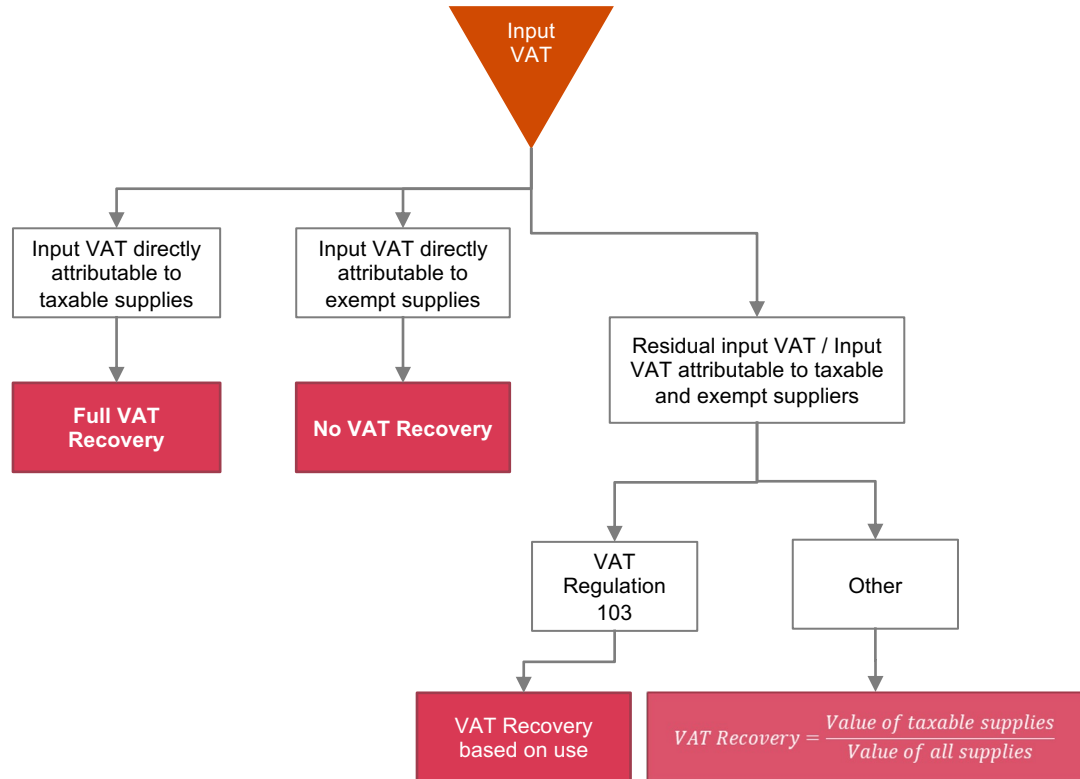 Input
VAT
Input VAT directly
attributable to
taxable supplies
Input VAT directly
attributable to
exempt supplies
Residual input VAT / Input
VAT attributable to taxable
and exempt suppliers
Full VAT
Recovery
No VAT Recovery
VAT
Regulation
103
Other
VAT Recovery
based on use
VAT Recovery = Value of taxable supplies
Value of all supplies